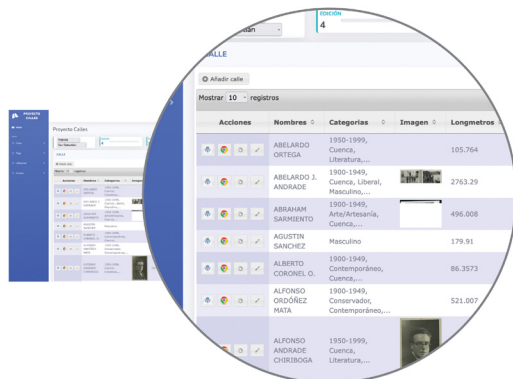 PROYECTO
CALLES
Proyecto Calles
CALLE
EDICIÓN
4
CALLE
Añadir calle
Mostrar 10 registros
Acciones Nombres Categorias Imagen Longmetros
ABELARDO
ORTEGA
1950-1999,
Cuenca,
Literatura,...
105.764
ABELARDO J.
ANDRADE
1900-1949,
Cuenca, Liberal,
Masculino,...
2763.29
ABRAHAM
SARMIENTO
1900-1949,
Arte/Artesanía,
Cuenca,...
496.008
AGUSTIN
SANCHEZ
Masculino
179.91
ALBERTO
CORONEL O.
1900-1949,
Contemporáneo,
Cuenca,...
86.3573
ALFONSO
ORDÓÑEZ
MATA
1900-1949,
Conservador,
Contemporáneo,...
521.007
ALFONSO
ANDRADE
CHIRIBOGA
1950-1999,
Cuenca,
Literatura,...